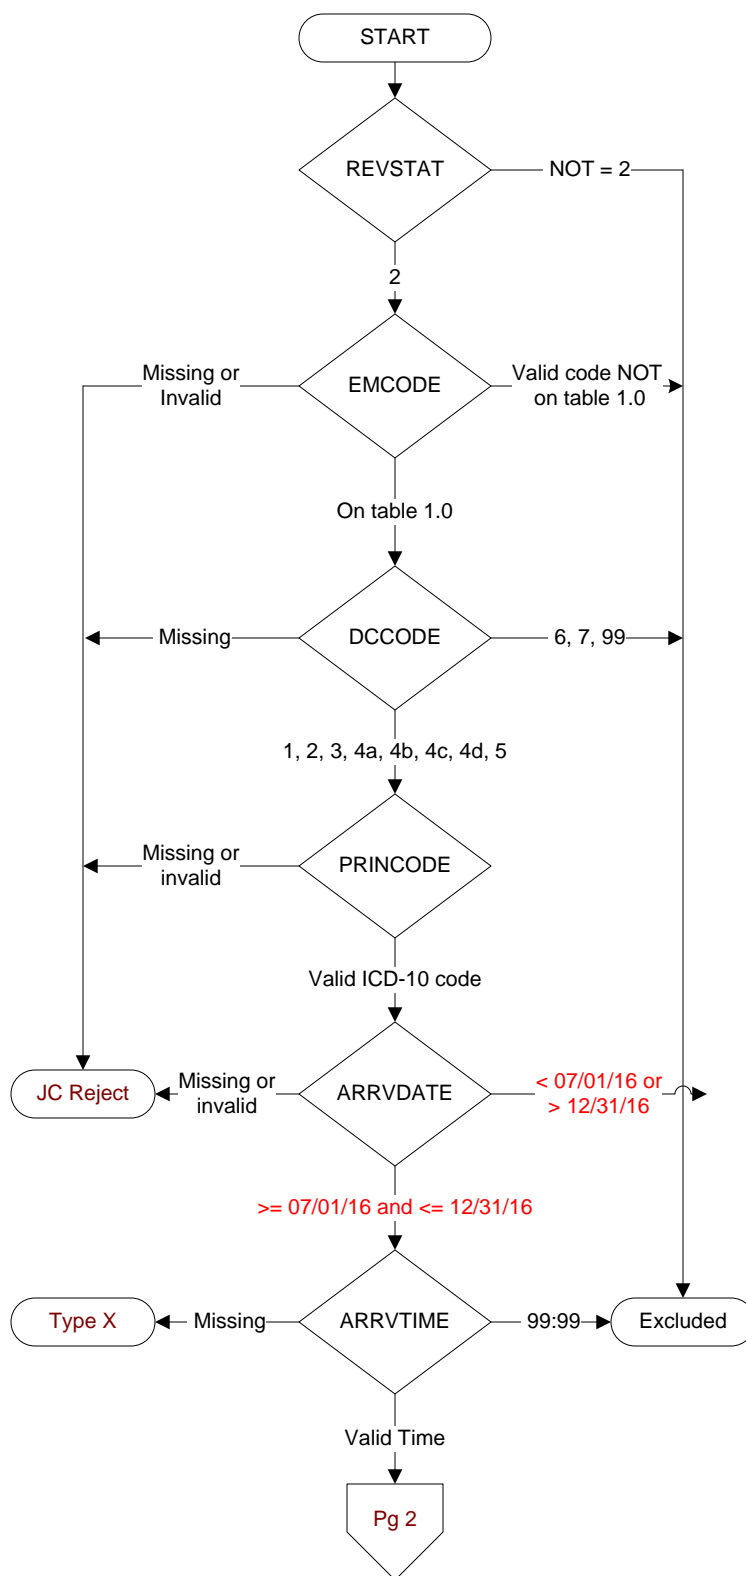 START
REVSTAT
NOT = 2
2
Missing or
Invalid
EMCODE
Valid code NOT
on table 1.0
On table 1.0
Missing
DCCODE
6, 7, 99
1, 2, 3, 4a, 4b, 4c, 4d, 5
Missing or
invalid
PRINCODE
Valid ICD-10 code
JC Reject
Missing or
invalid
ARRVDATE
< 07/01/16 or
> 12/31/16
>= 07/01/16 and <= 12/31/16
Type X
Missing
ARRVTIME
99:99
Excluded
Valid Time
Pg 2